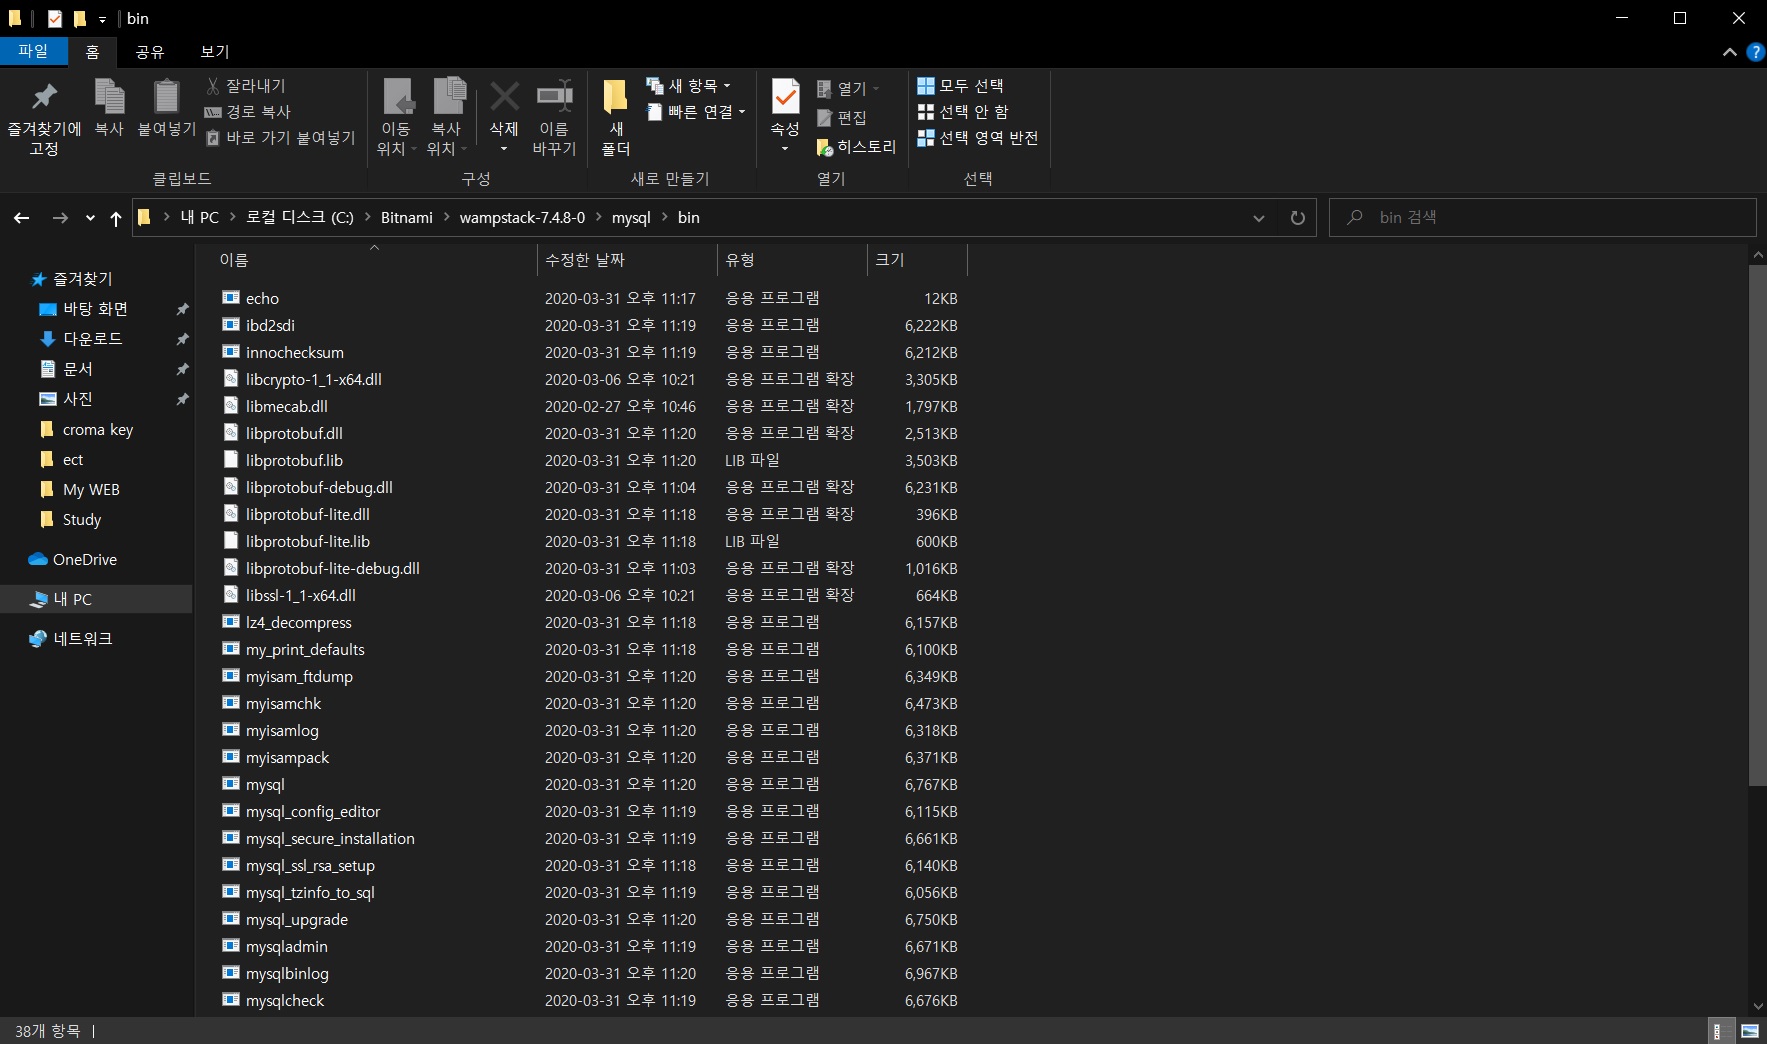 bin
파일 홈 공유 보기
즐겨찾기에 고정
복사
붙여넣기
잘라내기
경로 복사
바로 가기 붙여넣기
클립보드
이동 위치
복사 위치
삭제
이름 바꾸기
구성
새 폴더
새 항목
빠른 연결
새로 만들기
속성
열기
편집
히스토리
열기
모두 선택
선택 안 함
선택 영역 반전
선택
내 PC 로컬 디스크 (C:) Bitnami wampstack-7.4.8-0 mysql bin
bin 검색
즐겨찾기
바탕 화면
다운로드
문서
사진
croma key
ect
My WEB
Study
OneDrive
내 PC
네트워크
이름 수정한 날짜 유형 크기
echo 2020-03-31 오후 11:17 응용 프로그램 12KB
ibd2sdi 2020-03-31 오후 11:19 응용 프로그램 6,222KB
innochecksum 2020-03-31 오후 11:19 응용 프로그램 6,212KB
libcrypto-1_1-x64.dll 2020-03-06 오후 10:21 응용 프로그램 확장 3,305KB
libmecab.dll 2020-02-27 오후 10:46 응용 프로그램 확장 1,797KB
libprotobuf.dll 2020-03-31 오후 11:20 응용 프로그램 확장 2,513KB
libprotobuf.lib 2020-03-31 오후 11:20 LIB 파일 3,503KB
libprotobuf-debug.dll 2020-03-31 오후 11:04 응용 프로그램 확장 6,231KB
libprotobuf-lite.dll 2020-03-31 오후 11:18 응용 프로그램 확장 396KB
libprotobuf-lite.lib 2020-03-31 오후 11:18 LIB 파일 600KB
libprotobuf-lite-debug.dll 2020-03-31 오후 11:03 응용 프로그램 확장 1,016KB
libssl-1_1-x64.dll 2020-03-06 오후 10:21 응용 프로그램 확장 664KB
lz4_decompress 2020-03-31 오후 11:18 응용 프로그램 6,157KB
my_print_defaults 2020-03-31 오후 11:18 응용 프로그램 6,100KB
myisam_ftdump 2020-03-31 오후 11:20 응용 프로그램 6,349KB
myisamchk 2020-03-31 오후 11:20 응용 프로그램 6,473KB
myisamlog 2020-03-31 오후 11:20 응용 프로그램 6,318KB
myisampack 2020-03-31 오후 11:20 응용 프로그램 6,371KB
mysql 2020-03-31 오후 11:20 응용 프로그램 6,767KB
mysql_config_editor 2020-03-31 오후 11:19 응용 프로그램 6,115KB
mysql_secure_installation 2020-03-31 오후 11:19 응용 프로그램 6,661KB
mysql_ssl_rsa_setup 2020-03-31 오후 11:18 응용 프로그램 6,140KB
mysql_tzinfo_to_sql 2020-03-31 오후 11:19 응용 프로그램 6,056KB
mysql_upgrade 2020-03-31 오후 11:20 응용 프로그램 6,750KB
mysqladmin 2020-03-31 오후 11:19 응용 프로그램 6,671KB
mysqlbinlog 2020-03-31 오후 11:20 응용 프로그램 6,967KB
mysqlcheck 2020-03-31 오후 11:19 응용 프로그램 6,676KB
38개 항목